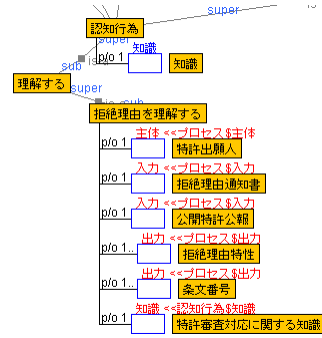 super
is
認知行為
super
知識
p/o 1
知識
sub
is
理解する
super
拒絶理由を理解する
主体 <<プロセス$主体
p/o 1
特許出願人
入力 <<プロセス$入力
p/o 1
拒絶理由通知書
入力 <<プロセス$入力
p/o 1
公開特許公報
出力 <<プロセス$出力
p/o 1..
拒絶理由特性
出力 <<プロセス$出力
p/o 1..
条文番号
知識 <<認知行為$知識
p/o 1
特許審査対応に関する知識